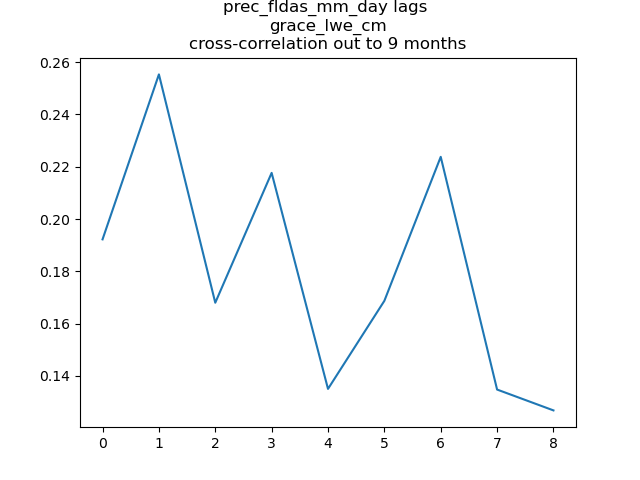 prec_fldas_mm_day lags
grace_lwe_cm
cross-correlation out to 9 months
0.26
0.24
0.22
0.20
0.18
0.16
0.14
0 1 2 3 4 5 6 7 8